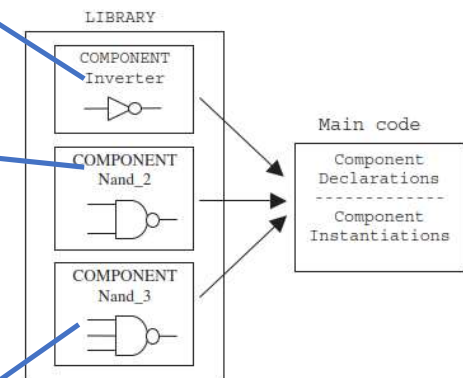 LIBRARY
COMPONENT
Inverter
COMPONENT
Nand_2
COMPONENT
Nand_3
Main code
Component
Declarations
-------------
Component
Instantiations